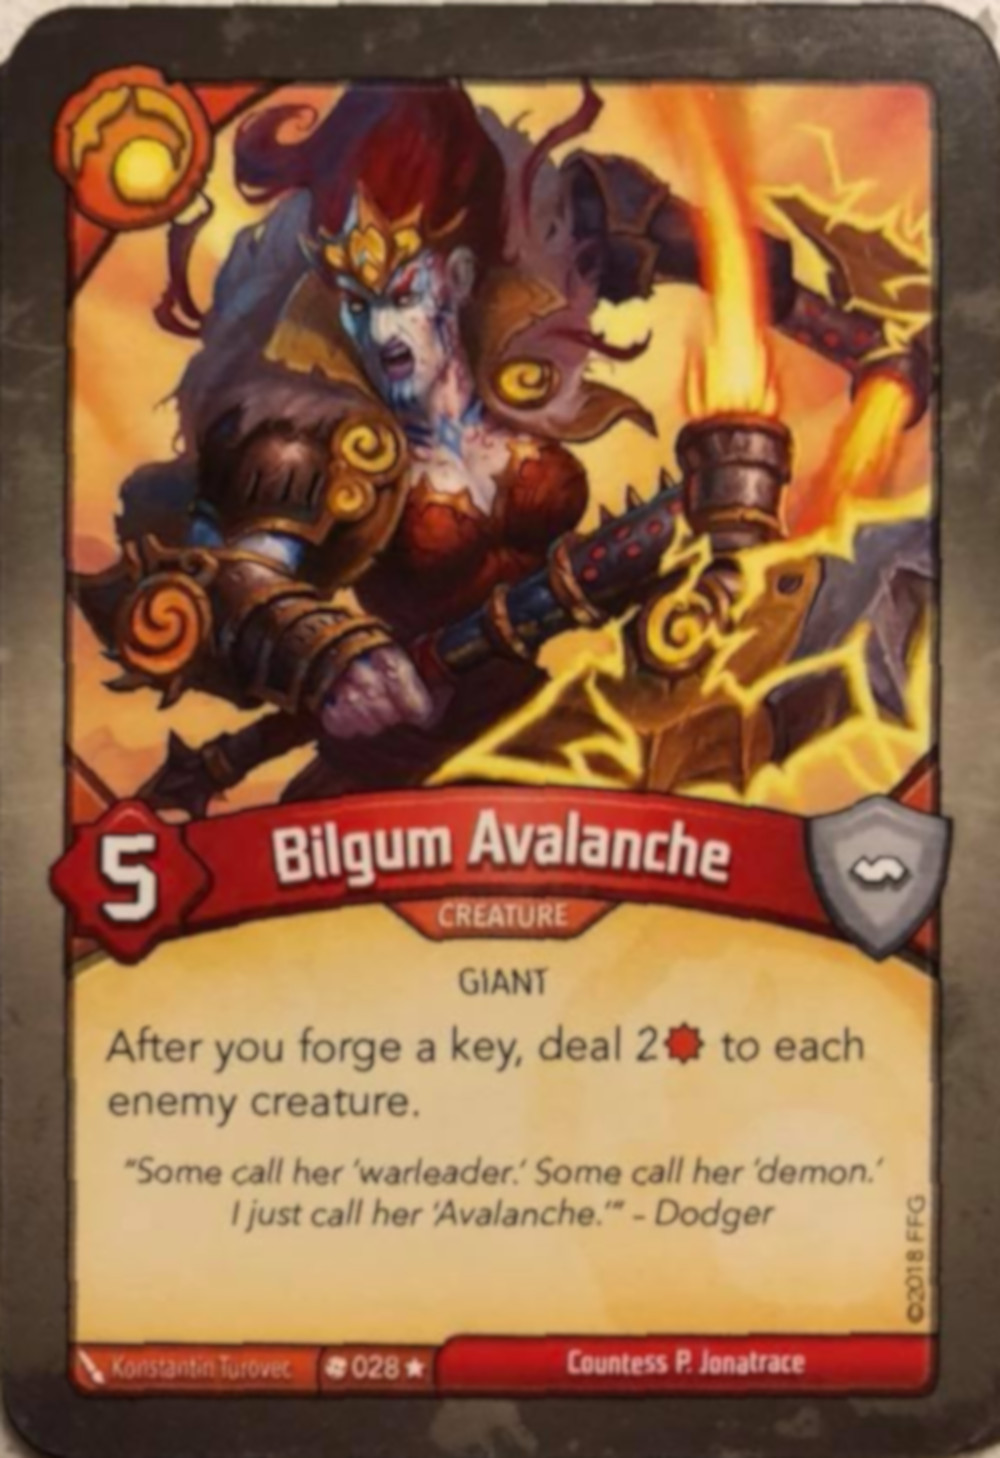 5
Bilgum Avalanche
CREATURE
GIANT
After you forge a key, deal 2 to each
enemy creature.
"Some call her 'warleader.' Some call her 'demon.'
I just call her 'Avalanche.'" – Dodger
©2018 FFG
Konstantin Turovec
028
Countess P. Jonatrace